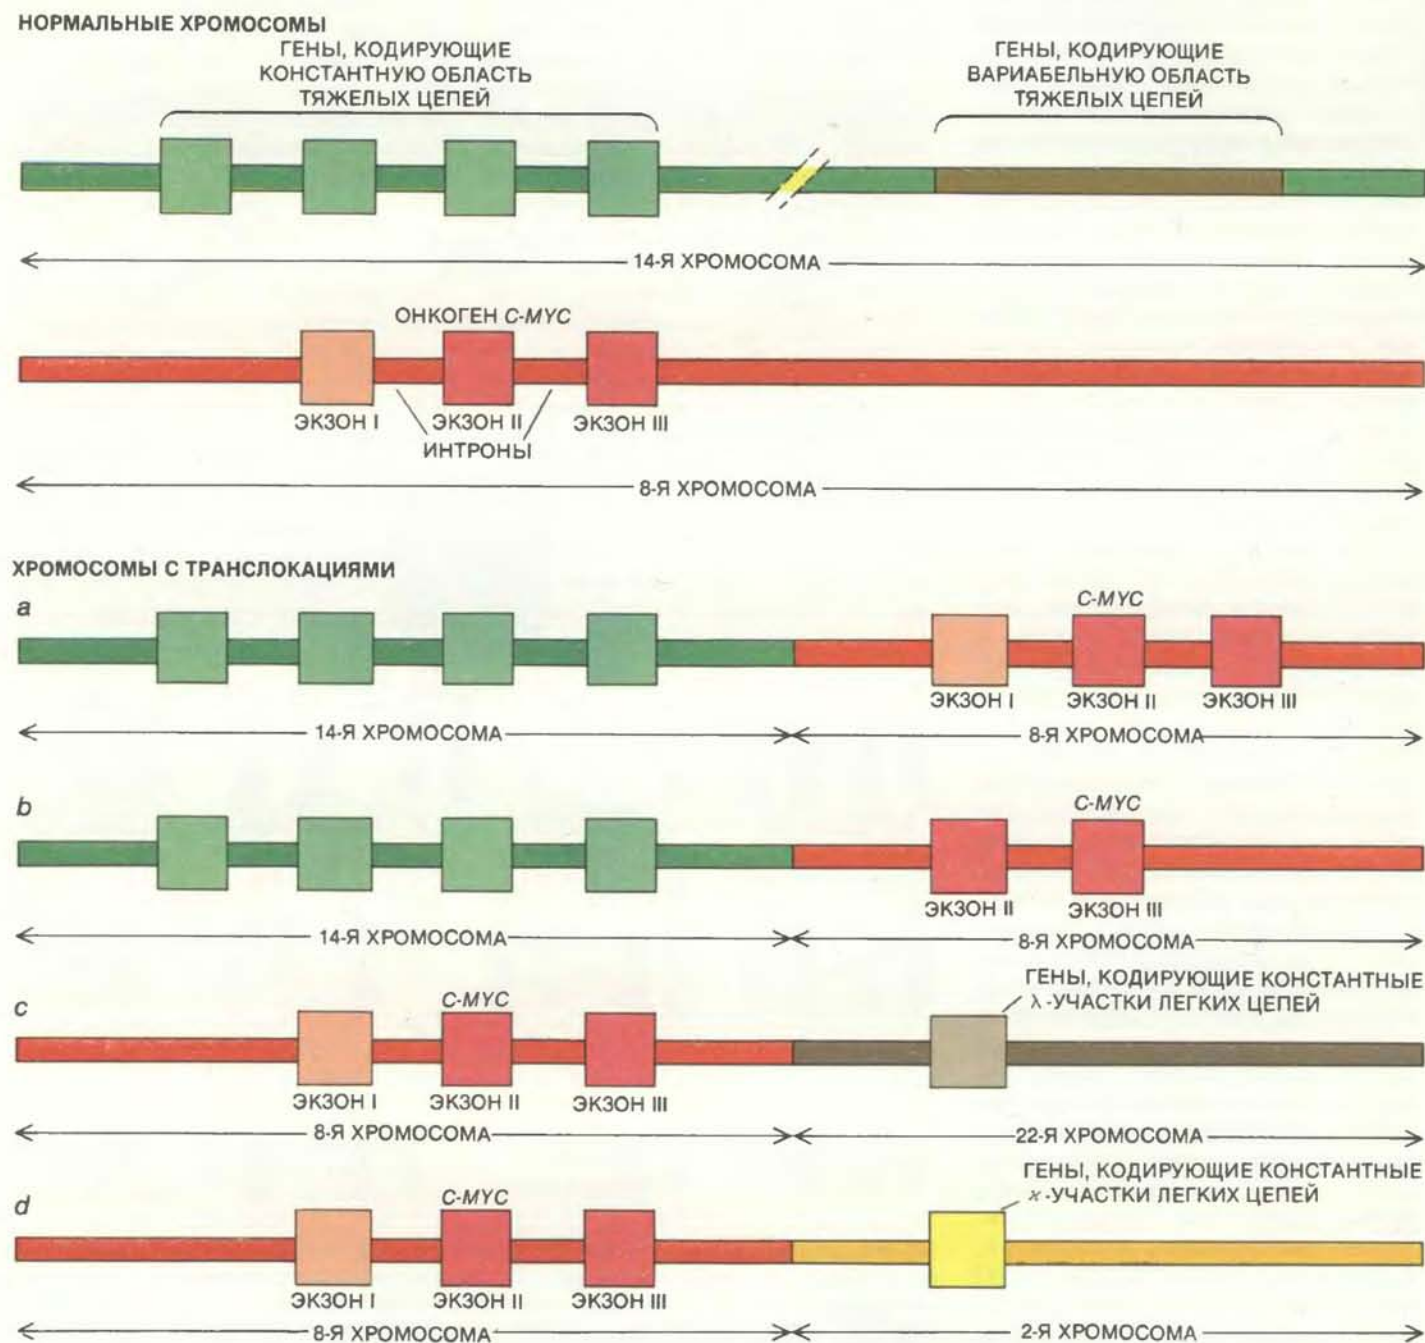 НОРМАЛЬНЫЕ ХРОМОСОМЫ
ГЕНЫ, КОДИРУЮЩИЕ
КОНСТАНТНУЮ ОБЛАСТЬ
ТЯЖЕЛЫХ ЦЕПЕЙ
ГЕНЫ, КОДИРУЮЩИЕ
ВАРИАБЕЛЬНУЮ ОБЛАСТЬ
ТЯЖЕЛЫХ ЦЕПЕЙ
14-Я ХРОМОСОМА
ОНКОГЕН C-MYC
ЭКЗОН I
ЭКЗОН II
ЭКЗОН III
ИНТРОНЫ
8-Я ХРОМОСОМА
ХРОМОСОМЫ С ТРАНСЛОКАЦИЯМИ
a
C-MYC
ЭКЗОН I
ЭКЗОН II
ЭКЗОН III
14-Я ХРОМОСОМА
8-Я ХРОМОСОМА
b
C-MYC
ЭКЗОН II
ЭКЗОН III
14-Я ХРОМОСОМА
8-Я ХРОМОСОМА
ГЕНЫ, КОДИРУЮЩИЕ КОНСТАНТНЫЕ
λ-УЧАСТКИ ЛЕГКИХ ЦЕПЕЙ
c
C-MYC
ЭКЗОН I
ЭКЗОН II
ЭКЗОН III
8-Я ХРОМОСОМА
22-Я ХРОМОСОМА
ГЕНЫ, КОДИРУЮЩИЕ КОНСТАНТНЫЕ
ϰ-УЧАСТКИ ЛЕГКИХ ЦЕПЕЙ
d
C-MYC
ЭКЗОН I
ЭКЗОН II
ЭКЗОН III
8-Я ХРОМОСОМА
2-Я ХРОМОСОМА